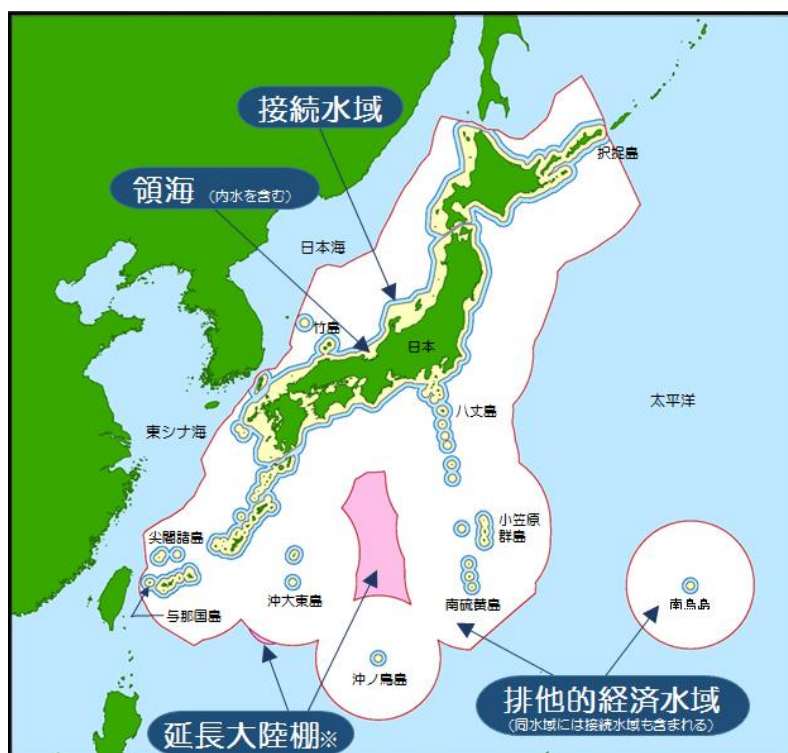 接続水域
択捉島
領海 (内水を含む)
日本海
竹島
日本
八丈島
太平洋
東シナ海
尖閣諸島
小笠原
群島
沖大東島
南硫黄島
南鳥島
与那国島
沖ノ鳥島
延長大陸棚※
排他的経済水域
(同水域には接続水域も含まれる)